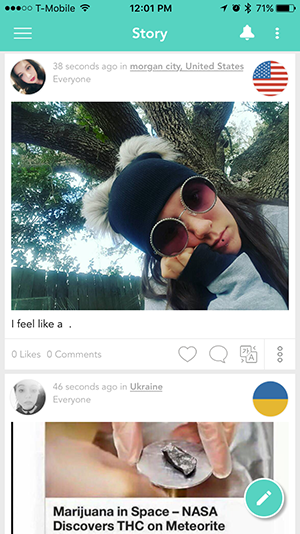 T-Mobile 12:01 PM 71%
Story
38 seconds ago in morgan city, United States
Everyone
I feel like a .
0 Likes 0 Comments
46 seconds ago in Ukraine
Everyone
Marijuana in Space – NASA
Discovers THC on Meteorite